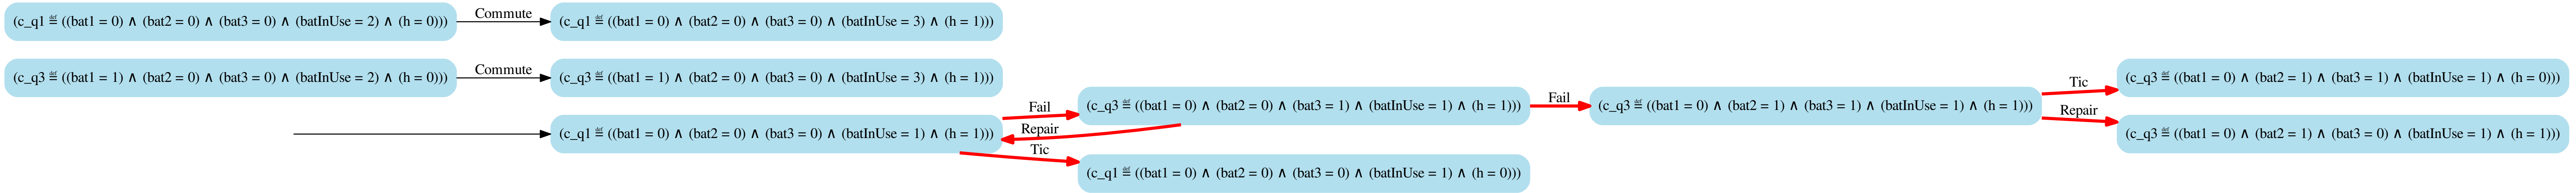 (c_q1 ≝ ((bat1 = 0) ∧ (bat2 = 0) ∧ (bat3 = 0) ∧ (batInUse = 2) ∧ (h = 0)))
Commute
(c_q1 ≝ ((bat1 = 0) ∧ (bat2 = 0) ∧ (bat3 = 0) ∧ (batInUse = 3) ∧ (h = 1)))
(c_q3 ≝ ((bat1 = 1) ∧ (bat2 = 0) ∧ (bat3 = 0) ∧ (batInUse = 2) ∧ (h = 0)))
Commute
(c_q3 ≝ ((bat1 = 1) ∧ (bat2 = 0) ∧ (bat3 = 0) ∧ (batInUse = 3) ∧ (h = 1)))
(c_q1 ≝ ((bat1 = 0) ∧ (bat2 = 0) ∧ (bat3 = 0) ∧ (batInUse = 1) ∧ (h = 1)))
Fail
Repair
Tic
(c_q3 ≝ ((bat1 = 0) ∧ (bat2 = 0) ∧ (bat3 = 1) ∧ (batInUse = 1) ∧ (h = 1)))
(c_q1 ≝ ((bat1 = 0) ∧ (bat2 = 0) ∧ (bat3 = 0) ∧ (batInUse = 1) ∧ (h = 0)))
Fail
(c_q3 ≝ ((bat1 = 0) ∧ (bat2 = 1) ∧ (bat3 = 1) ∧ (batInUse = 1) ∧ (h = 1)))
Tic
Repair
(c_q3 ≝ ((bat1 = 0) ∧ (bat2 = 1) ∧ (bat3 = 1) ∧ (batInUse = 1) ∧ (h = 0)))
(c_q3 ≝ ((bat1 = 0) ∧ (bat2 = 1) ∧ (bat3 = 0) ∧ (batInUse = 1) ∧ (h = 1)))